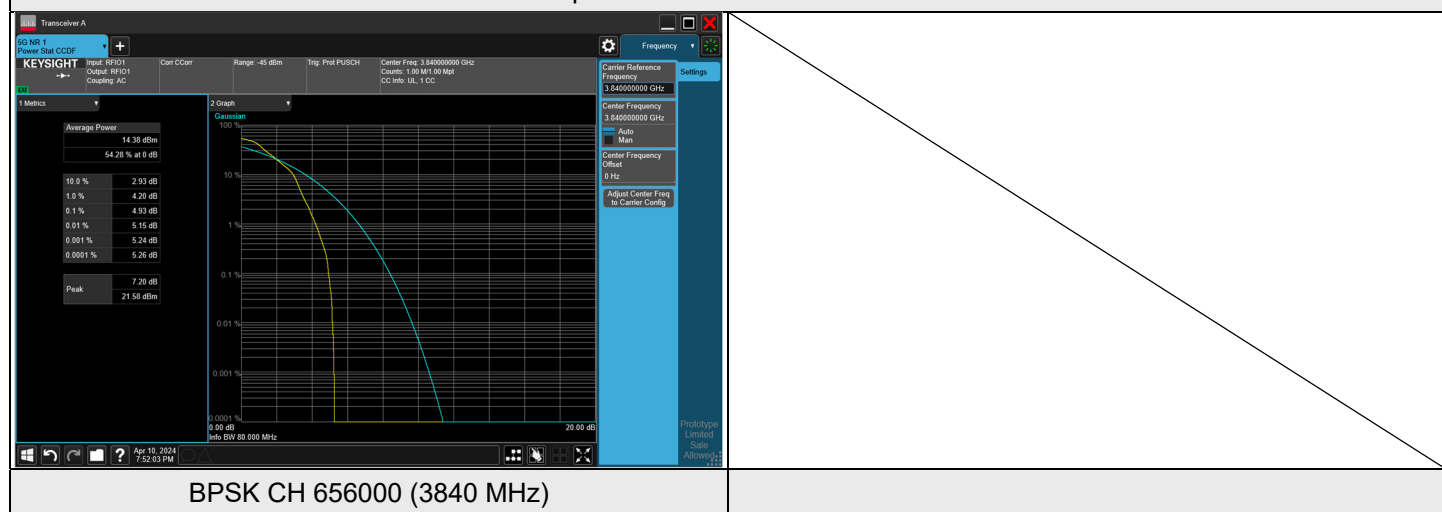 Transceiver A
5G NR 1
Power Stat CCDF
Frequency
KEYSIGHT
Input: RFIO1
Output: RFIO1
Coupling: AC
Corr CCorr
Range: -45 dBm
Trig: Prot PUSCH
Center Freq: 3.840000000 GHz
Counts: 1.00 M/1.00 Mpt
CC Info: UL, 1 CC
Carrier Reference
Frequency
3.840000000 GHz
Settings
Center Frequency
3.840000000 GHz
Auto
Man
Center Frequency
Offset
0 Hz
Adjust Center Freq
to Carrier Config
1 Metrics
Average Power
14.38 dBm
54.28 % at 0 dB
10.0 % 2.93 dB
1.0 % 4.20 dB
0.1 % 4.93 dB
0.01 % 5.15 dB
0.001 % 5.24 dB
0.0001 % 5.26 dB
Peak 7.20 dB
21.58 dBm
2 Graph
Gaussian
100 %
10 %
1 %
0.1 %
0.01 %
0.001 %
0.0001 %
0.00 dB
20.00 dB
Info BW 80.000 MHz
Prototype
Limited
Sale
Allowed
Apr 10, 2024
7:52:03 PM
BPSK CH 656000 (3840 MHz)